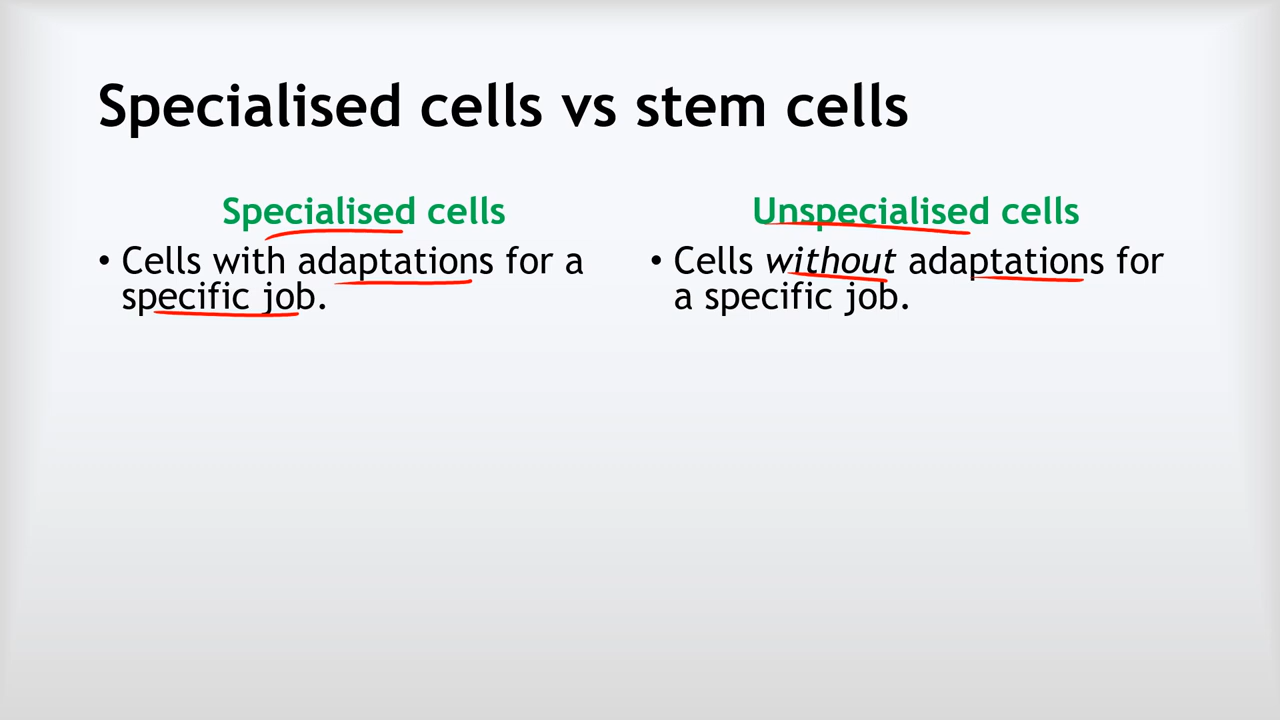 Specialised cells vs stem cells
Specialised cells
• Cells with adaptations for a
specific job.
Unspecialised cells
• Cells without adaptations for
a specific job.